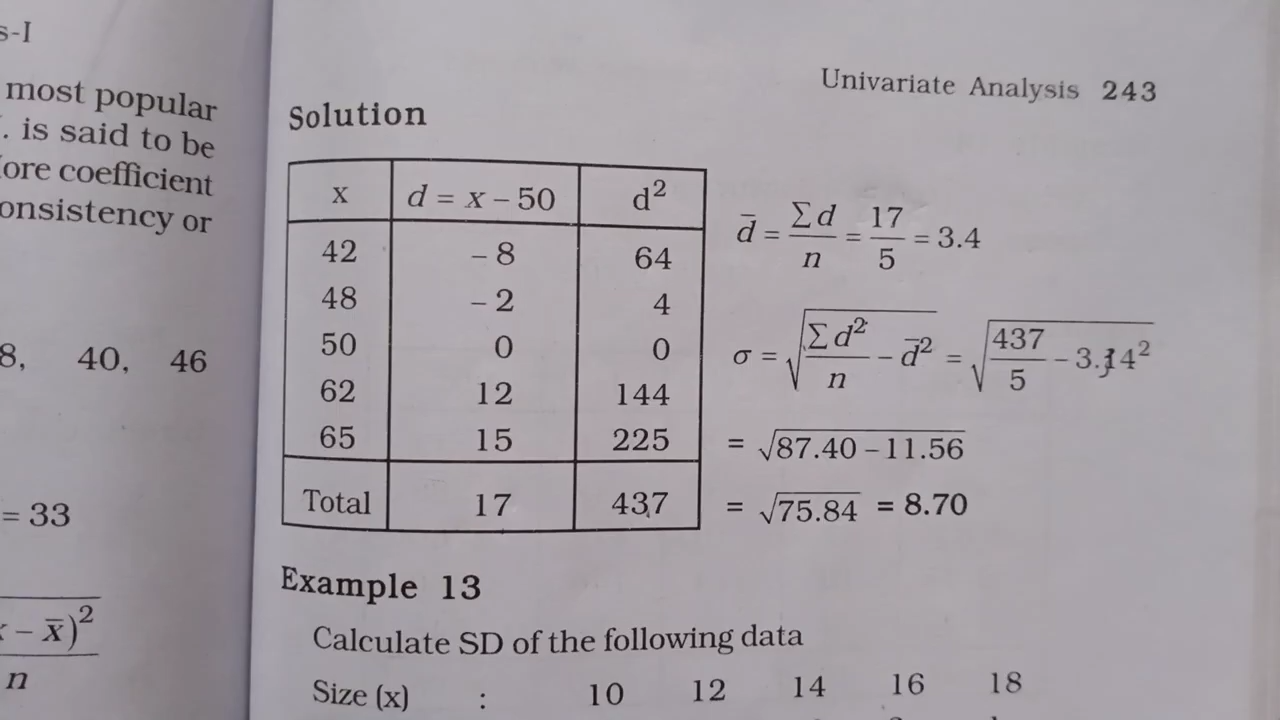 s-I
most popular
. is said to be
ore coefficient
onsistency or
8, 40, 46
= 33
– x̄)²
n
Univariate Analysis 243
Solution
x d = x – 50 d²
42 – 8 64
48 – 2 4
50 0 0
62 12 144
65 15 225
Total 17 437
d̄ = Σd / n = 17 / 5 = 3.4
σ = √(Σd² / n – d̄²) = √(437 / 5 – 3.14²)
= √87.40 – 11.56
= √75.84 = 8.70
Example 13
Calculate SD of the following data
Size (x) : 10 12 14 16 18